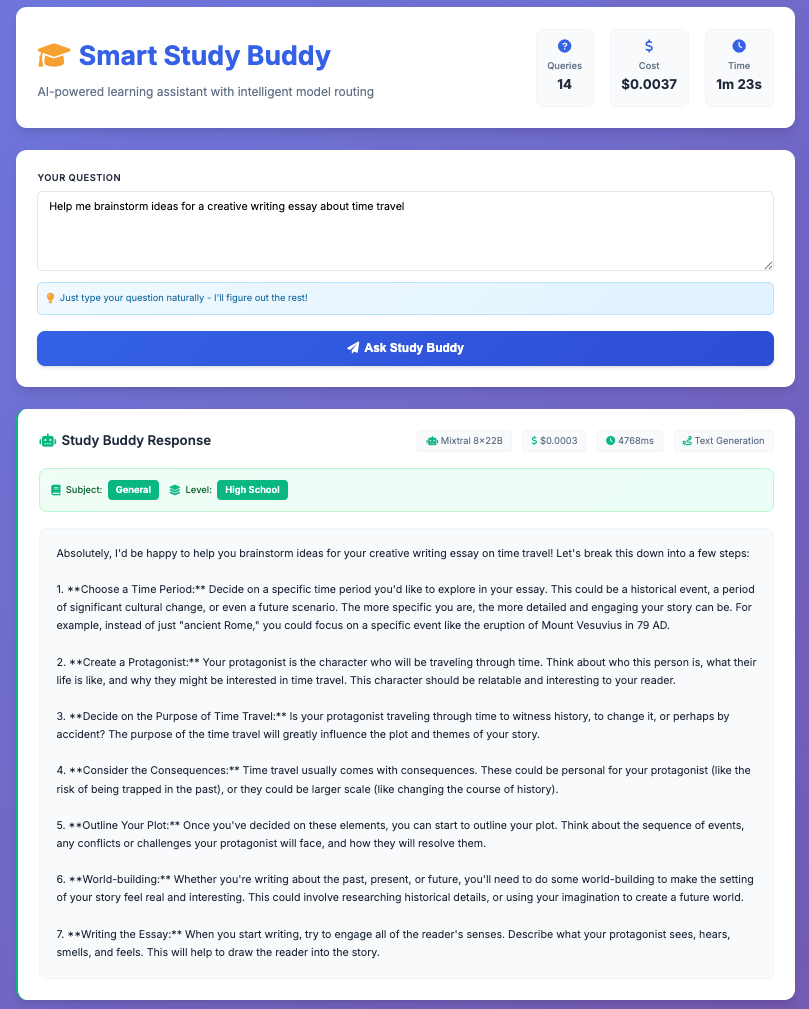 Smart Study Buddy
AI-powered learning assistant with intelligent model routing
Queries
14
Cost
$0.0037
Time
1m 23s
YOUR QUESTION
Help me brainstorm ideas for a creative writing essay about time travel
Just type your question naturally - I'll figure out the rest!
Ask Study Buddy
Study Buddy Response
Mixtral 8×22B
$0.0003
4768ms
Text Generation
Subject: General Level: High School
Absolutely, I'd be happy to help you brainstorm ideas for your creative writing essay on time travel! Let's break this down into a few steps:
1. **Choose a Time Period:** Decide on a specific time period you'd like to explore in your essay. This could be a historical event, a period
of significant cultural change, or even a future scenario. The more specific you are, the more detailed and engaging your story can be. For
example, instead of just "ancient Rome," you could focus on a specific event like the eruption of Mount Vesuvius in 79 AD.
2. **Create a Protagonist:** Your protagonist is the character who will be traveling through time. Think about who this person is, what their
life is like, and why they might be interested in time travel. This character should be relatable and interesting to your reader.
3. **Decide on the Purpose of Time Travel:** Is your protagonist traveling through time to witness history, to change it, or perhaps by
accident? The purpose of the time travel will greatly influence the plot and themes of your story.
4. **Consider the Consequences:** Time travel usually comes with consequences. These could be personal for your protagonist (like the
risk of being trapped in the past), or they could be larger scale (like changing the course of history).
5. **Outline Your Plot:** Once you've decided on these elements, you can start to outline your plot. Think about the sequence of events,
any conflicts or challenges your protagonist will face, and how they will resolve them.
6. **World-building:** Whether you're writing about the past, present, or future, you'll need to do some world-building to make the setting
of your story feel real and interesting. This could involve researching historical details, or using your imagination to create a future world.
7. **Writing the Essay:** When you start writing, try to engage all of the reader's senses. Describe what your protagonist sees, hears,
smells, and feels. This will help to draw the reader into the story.